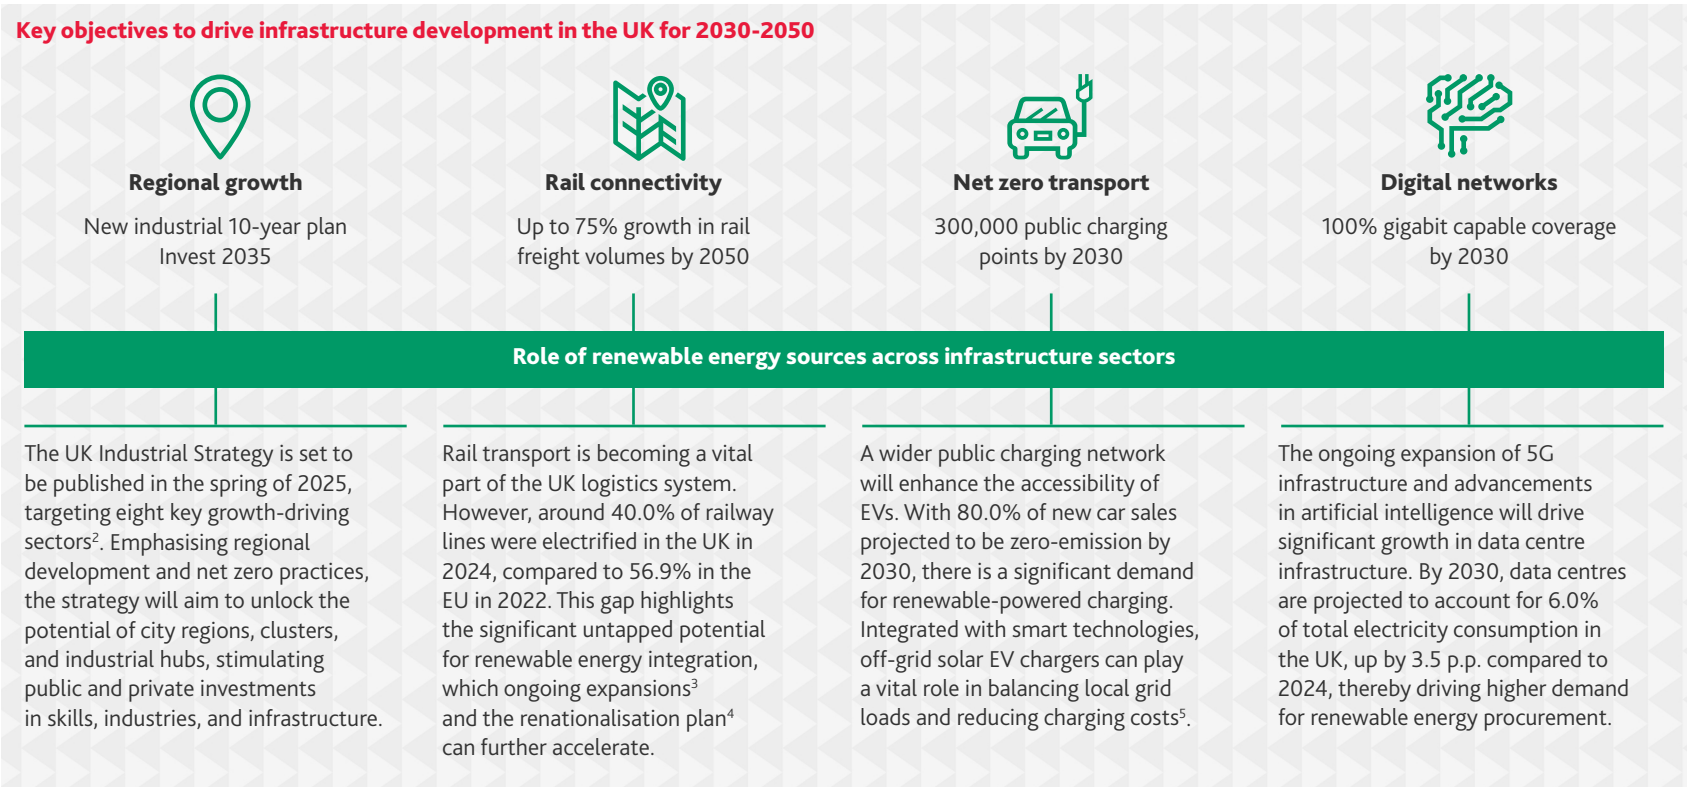 Key objectives to drive infrastructure development in the UK for 2030-2050
Regional growth
New industrial 10-year plan
Invest 2035
Rail connectivity
Up to 75% growth in rail
freight volumes by 2050
Net zero transport
300,000 public charging
points by 2030
Digital networks
100% gigabit capable coverage
by 2030
Role of renewable energy sources across infrastructure sectors
The UK Industrial Strategy is set to
be published in the spring of 2025,
targeting eight key growth-driving
sectors². Emphasising regional
development and net zero practices,
the strategy will aim to unlock the
potential of city regions, clusters,
and industrial hubs, stimulating
public and private investments
in skills, industries, and infrastructure.
Rail transport is becoming a vital
part of the UK logistics system.
However, around 40.0% of railway
lines were electrified in the UK in
2024, compared to 56.9% in the
EU in 2022. This gap highlights
the significant untapped potential
for renewable energy integration,
which ongoing expansions³
and the renationalisation plan⁴
can further accelerate.
A wider public charging network
will enhance the accessibility of
EVs. With 80.0% of new car sales
projected to be zero-emission by
2030, there is a significant demand
for renewable-powered charging.
Integrated with smart technologies,
off-grid solar EV chargers can play
a vital role in balancing local grid
loads and reducing charging costs⁵.
The ongoing expansion of 5G
infrastructure and advancements
in artificial intelligence will drive
significant growth in data centre
infrastructure. By 2030, data centres
are projected to account for 6.0%
of total electricity consumption in
the UK, up by 3.5 p.p. compared to
2024, thereby driving higher demand
for renewable energy procurement.